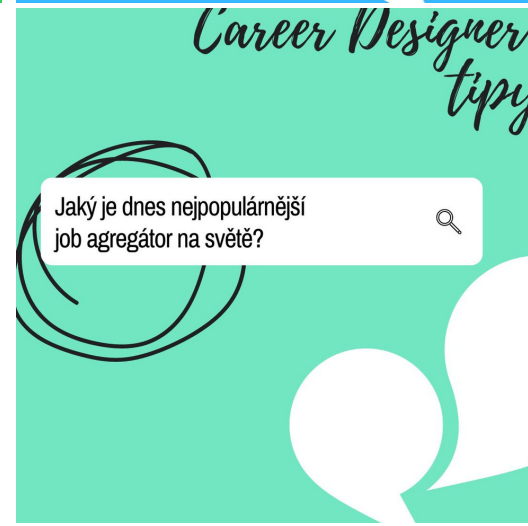 Career Designer
tipy
Jaký je dnes nejpopulárnější
job agregátor na světě?